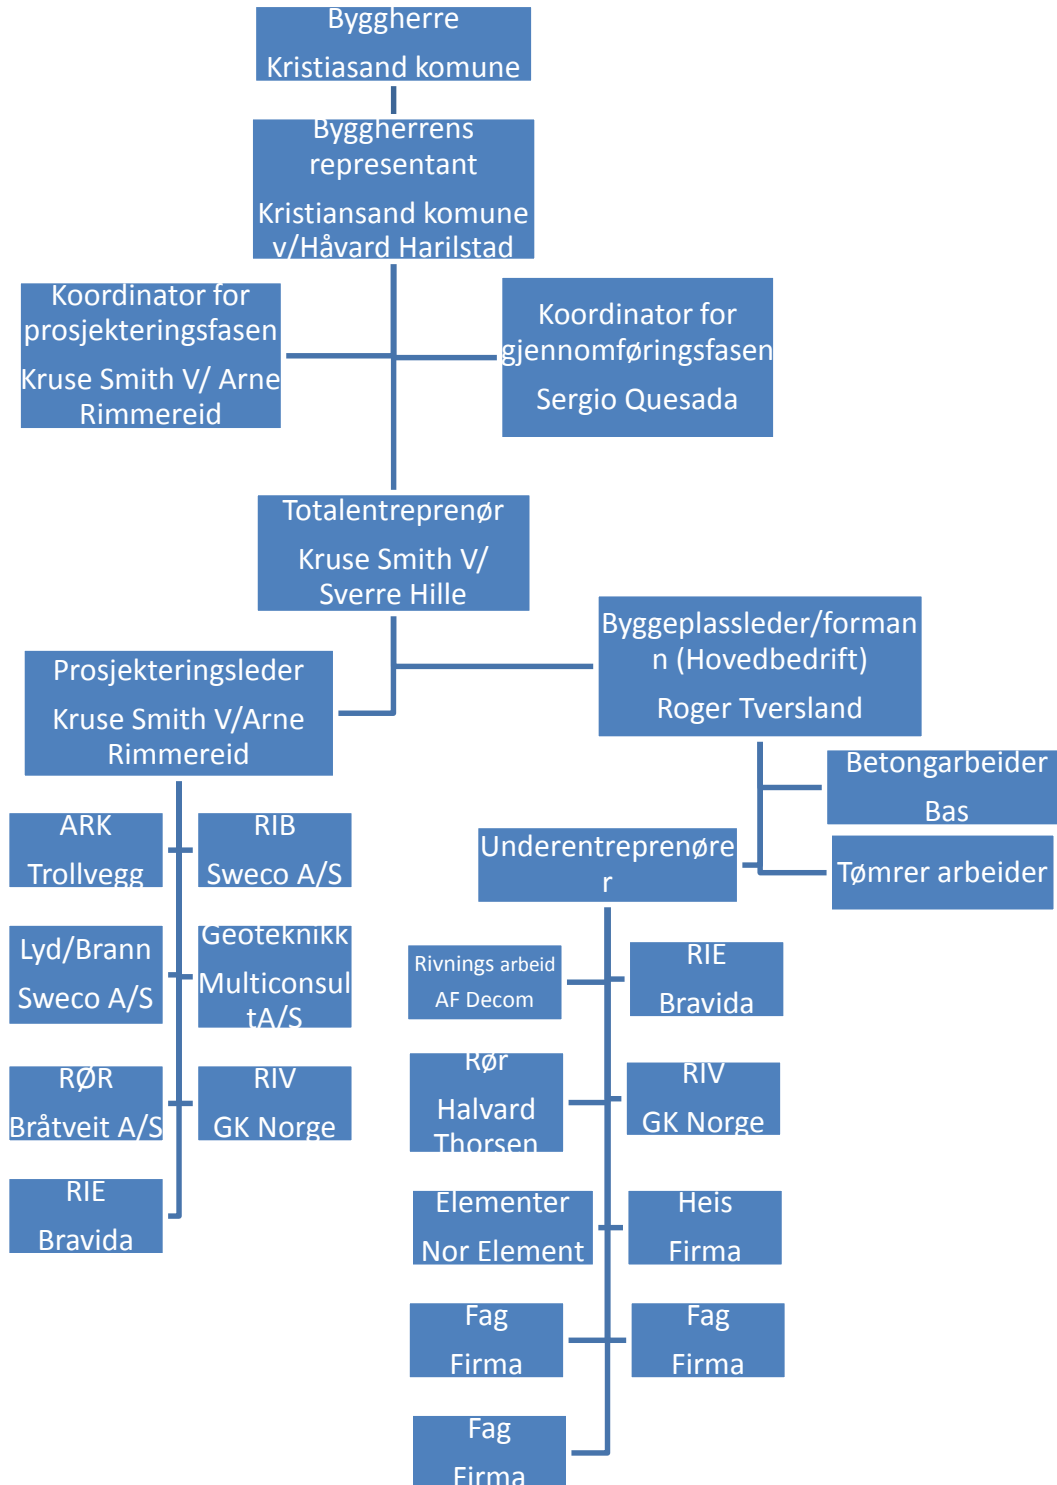 Byggherre
Kristiasand komune
Byggherrens
representant
Kristiansand komune
v/Håvard Harilstad
Koordinator for
prosjekteringsfasen
Kruse Smith V/ Arne
Rimmereid
Koordinator for
gjennomføringsfasen
Sergio Quesada
Totalentreprenør
Kruse Smith V/
Sverre Hille
Prosjekteringsleder
Kruse Smith V/Arne
Rimmereid
Byggeplassleder/forman
n (Hovedbedrift)
Roger Tversland
Betongarbeider
Bas
Tømrer arbeider
ARK
Trollvegg
RIB
Sweco A/S
Lyd/Brann
Sweco A/S
Geoteknikk
Multiconsul
tA/S
RØR
Bråtveit A/S
RIV
GK Norge
RIE
Bravida
Underentreprenøre
r
Rivnings arbeid
AF Decom
RIE
Bravida
Rør
Halvard
Thorsen
RIV
GK Norge
Elementer
Nor Element
Heis
Firma
Fag
Firma
Fag
Firma
Fag
Firma